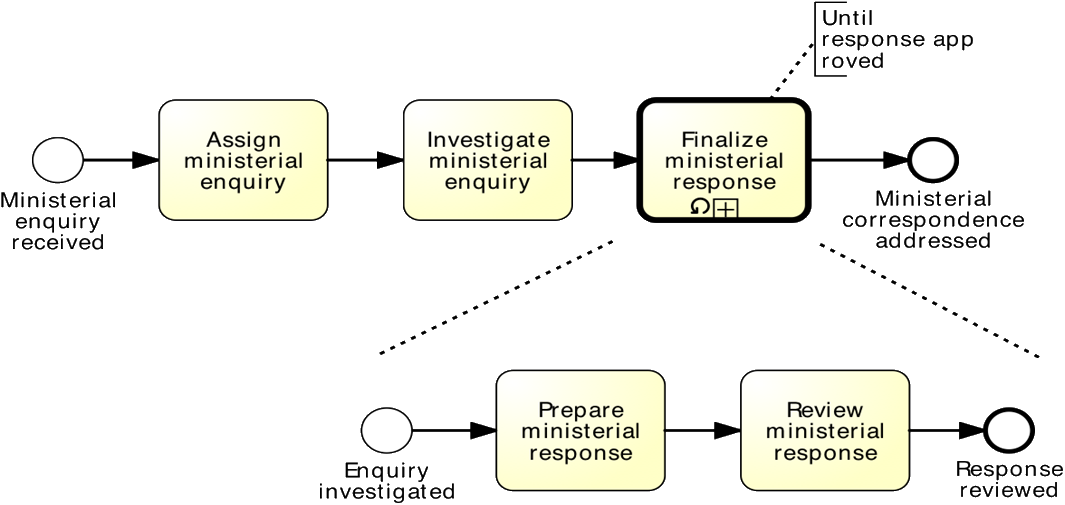 Until
response app
roved
Assign
ministerial
enquiry
Investigate
ministerial
enquiry
Finalize
ministerial
response
Ministerial
enquiry
received
Ministerial
correspondence
addressed
Prepare
ministerial
response
Review
ministerial
response
Enquiry
investigated
Response
reviewed